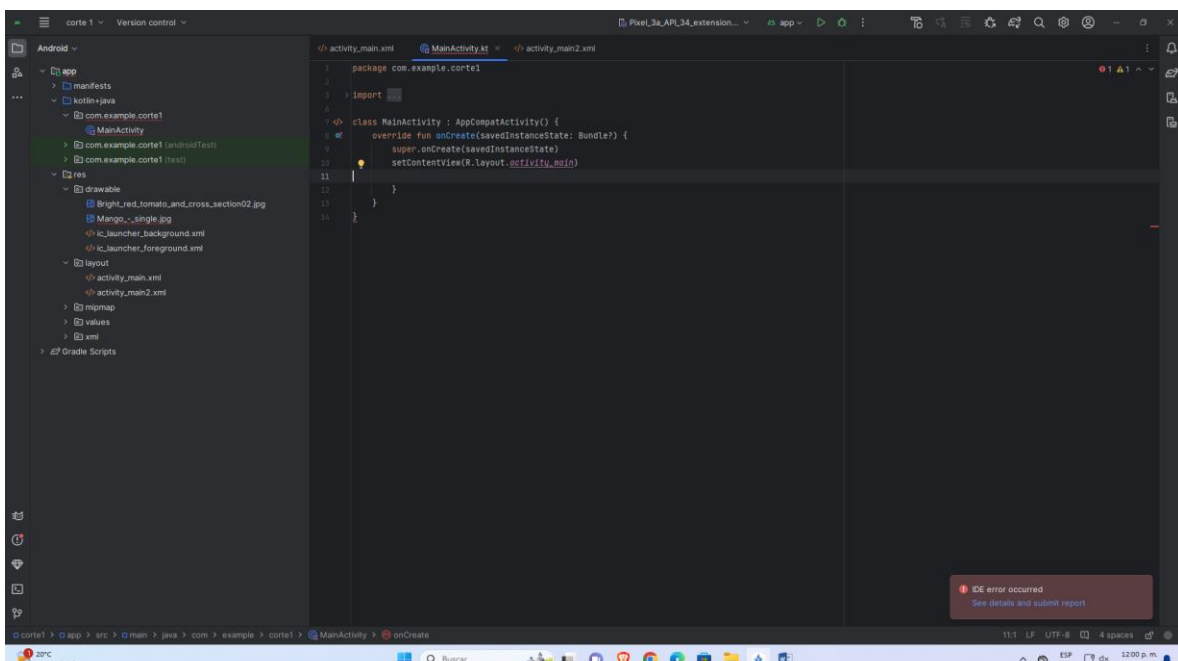 corte 1 Version control Pixel_3a_API_34_extension... app
Android
activity_main.xml MainActivity.kt activity_main2.xml
app
manifests
kotlin+java
com.example.corte1
MainActivity
com.example.corte1 (androidTest)
com.example.corte1 (test)
res
drawable
Bright_red_tomato_and_cross_section02.jpg
Mango_-_single.jpg
ic_launcher_background.xml
ic_launcher_foreground.xml
layout
activity_main.xml
activity_main2.xml
mipmap
values
xml
Gradle Scripts
1 package com.example.corte1
2
3 import ...
6
7 class MainActivity : AppCompatActivity() {
8 override fun onCreate(savedInstanceState: Bundle?) {
9 super.onCreate(savedInstanceState)
10 setContentView(R.layout.activity_main)
11
12 }
13 }
14 }
1 1
IDE error occurred
See details and submit report
corte1 > app > src > main > java > com > example > corte1 > MainActivity > onCreate 11:1 LF UTF-8 4 spaces
20°C Buscar ESP 12:00 p. m.